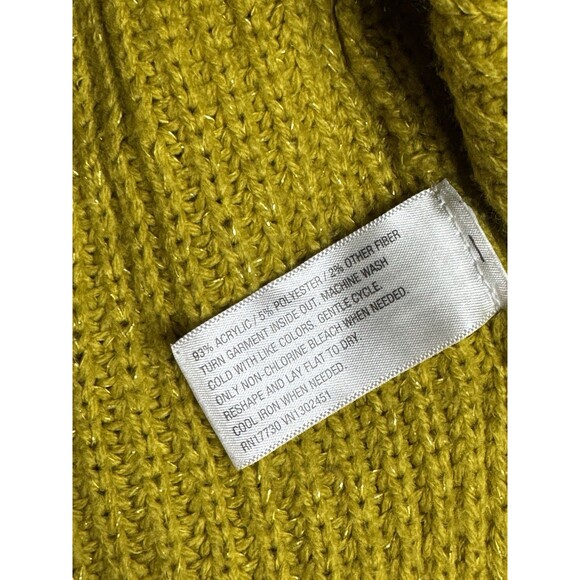 93% ACRYLIC / 5% POLYESTER / 2% OTHER FIBER
TURN GARMENT INSIDE OUT. MACHINE WASH
COLD WITH LIKE COLORS, GENTLE CYCLE.
ONLY NON-CHLORINE BLEACH WHEN NEEDED.
RESHAPE AND LAY FLAT TO DRY.
COOL IRON WHEN NEEDED.
RN17730 VN1302451